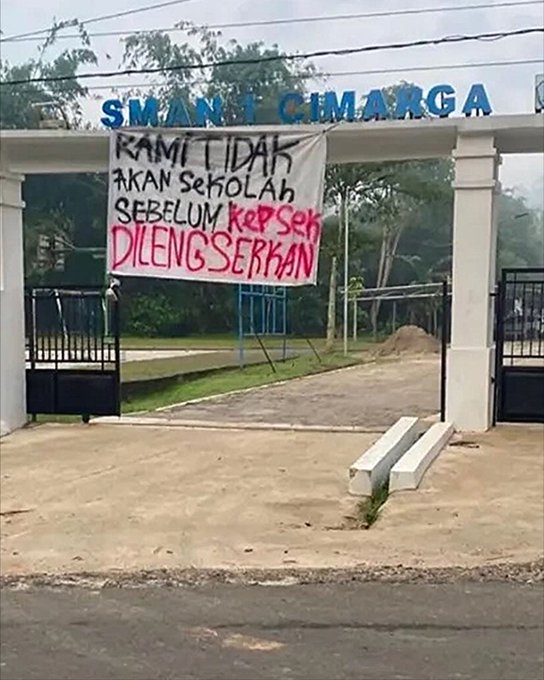 SMAN 1 CIMARGA
KAMI TIDAK
AKAN SEKOLAH
SEBELUM KEPSEK
DILENGSERKAN